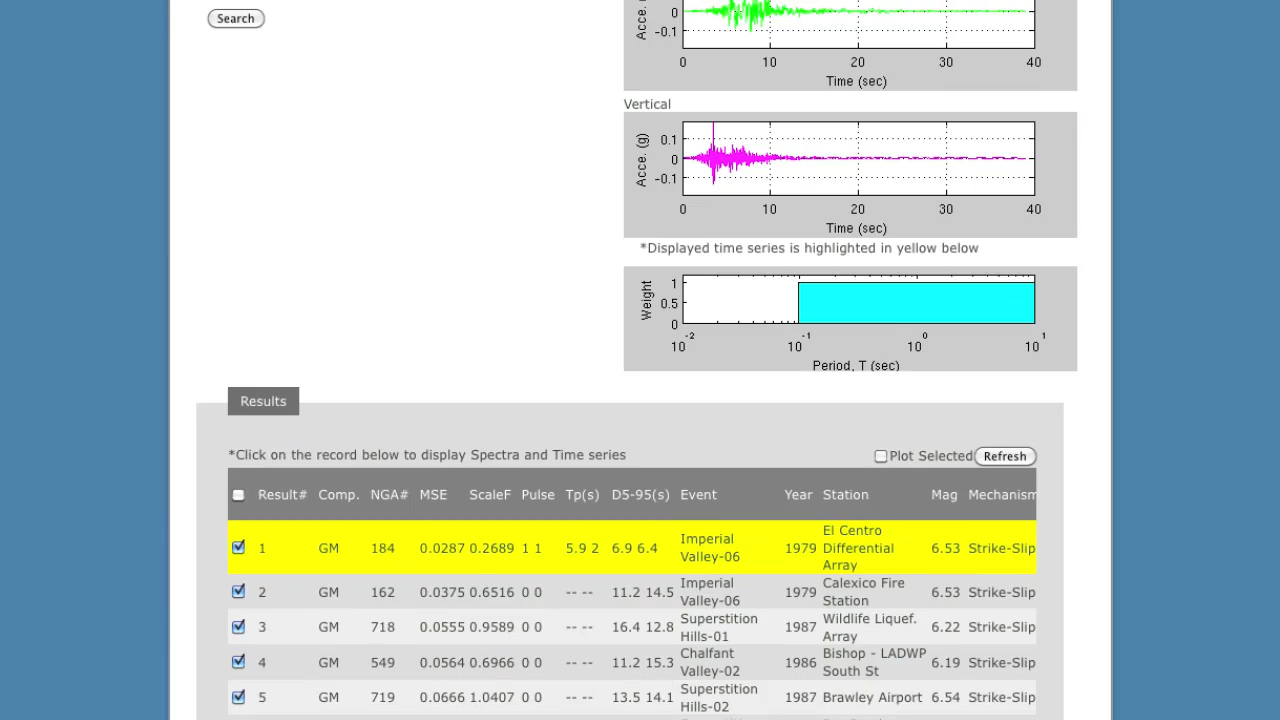 Search
Acce.
0
-0.1
0 10 20 30 40
Time (sec)
Vertical
Acce. (g)
0.1
0
-0.1
0 10 20 30 40
Time (sec)
*Displayed time series is highlighted in yellow below
Weight
1
0.5
0
10-2 10-1 100 101
Period, T (sec)
Results
*Click on the record below to display Spectra and Time series Plot Selected Refresh
Result# Comp. NGA# MSE ScaleF Pulse Tp(s) D5-95(s) Event Year Station Mag Mechanism
1 GM 184 0.0287 0.2689 1 1 5.9 2 6.9 6.4 Imperial Valley-06 1979 El Centro Differential Array 6.53 Strike-Slip
2 GM 162 0.0375 0.6516 0 0 -- -- 11.2 14.5 Imperial Valley-06 1979 Calexico Fire Station 6.53 Strike-Slip
3 GM 718 0.0555 0.9589 0 0 -- -- 16.4 12.8 Superstition Hills-01 1987 Wildlife Liquef. Array 6.22 Strike-Slip
4 GM 549 0.0564 0.6966 0 0 -- -- 11.2 15.3 Chalfant Valley-02 1986 Bishop - LADWP South St 6.19 Strike-Slip
5 GM 719 0.0666 1.0407 0 0 -- -- 13.5 14.1 Superstition Hills-02 1987 Brawley Airport 6.54 Strike-Slip